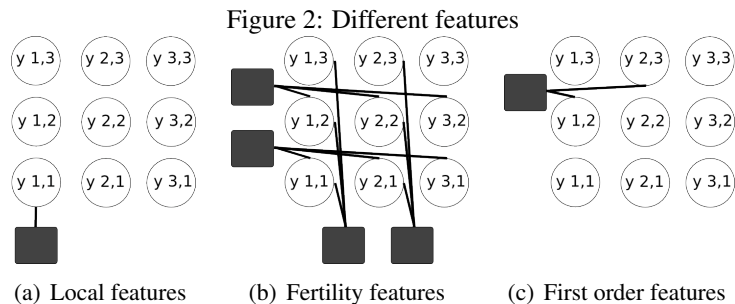 Figure 2: Different features
y 1,3 y 2,3 y 3,3 y 1,3 y 2,3 y 3,3 y 1,3 y 2,3 y 3,3
y 1,2 y 2,2 y 3,2 y 1,2 y 2,2 y 3,2 y 1,2 y 2,2 y 3,2
y 1,1 y 2,1 y 3,1 y 1,1 y 2,1 y 3,1 y 1,1 y 2,1 y 3,1
(a) Local features (b) Fertility features (c) First order features